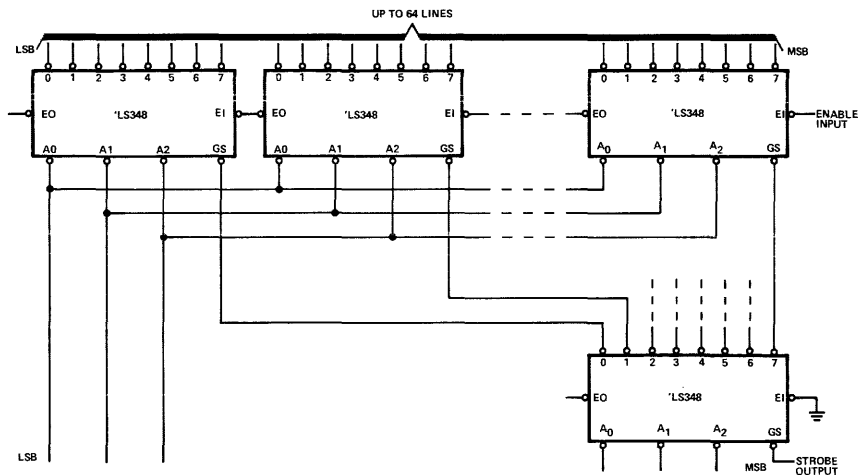 UP TO 64 LINES
LSB MSB
0 1 2 3 4 5 6 7 0 1 2 3 4 5 6 7 0 1 2 3 4 5 6 7
EO 'LS348 EI EO 'LS348 EI EO 'LS348 EI ENABLE
INPUT
A0 A1 A2 GS A0 A1 A2 GS A0 A1 A2 GS
0 1 2 3 4 5 6 7
EO 'LS348 EI
A0 A1 A2 GS
LSB MSB STROBE
OUTPUT